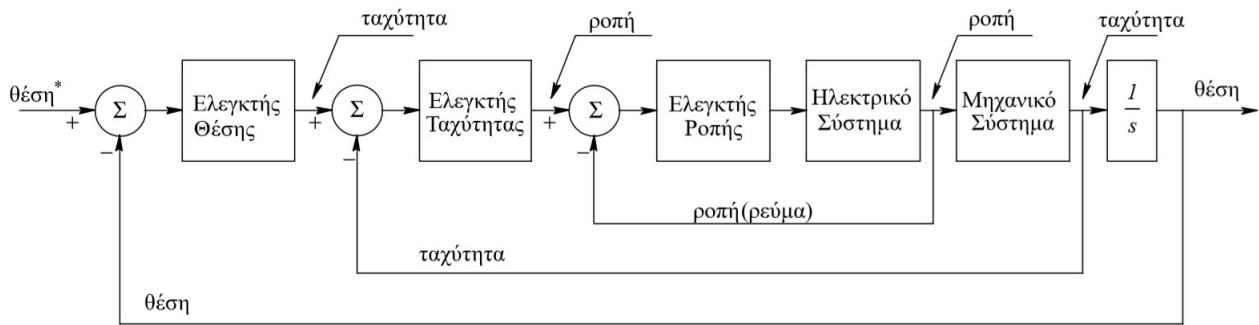 ταχύτητα
ροπή
ροπή
ταχύτητα
θέση*
+
−
Σ
Ελεγκτής
Θέσης
+
−
Σ
Ελεγκτής
Ταχύτητας
+
−
Σ
Ελεγκτής
Ροπής
Ηλεκτρικό
Σύστημα
Μηχανικό
Σύστημα
1
s
θέση
ροπή(ρεύμα)
ταχύτητα
θέση